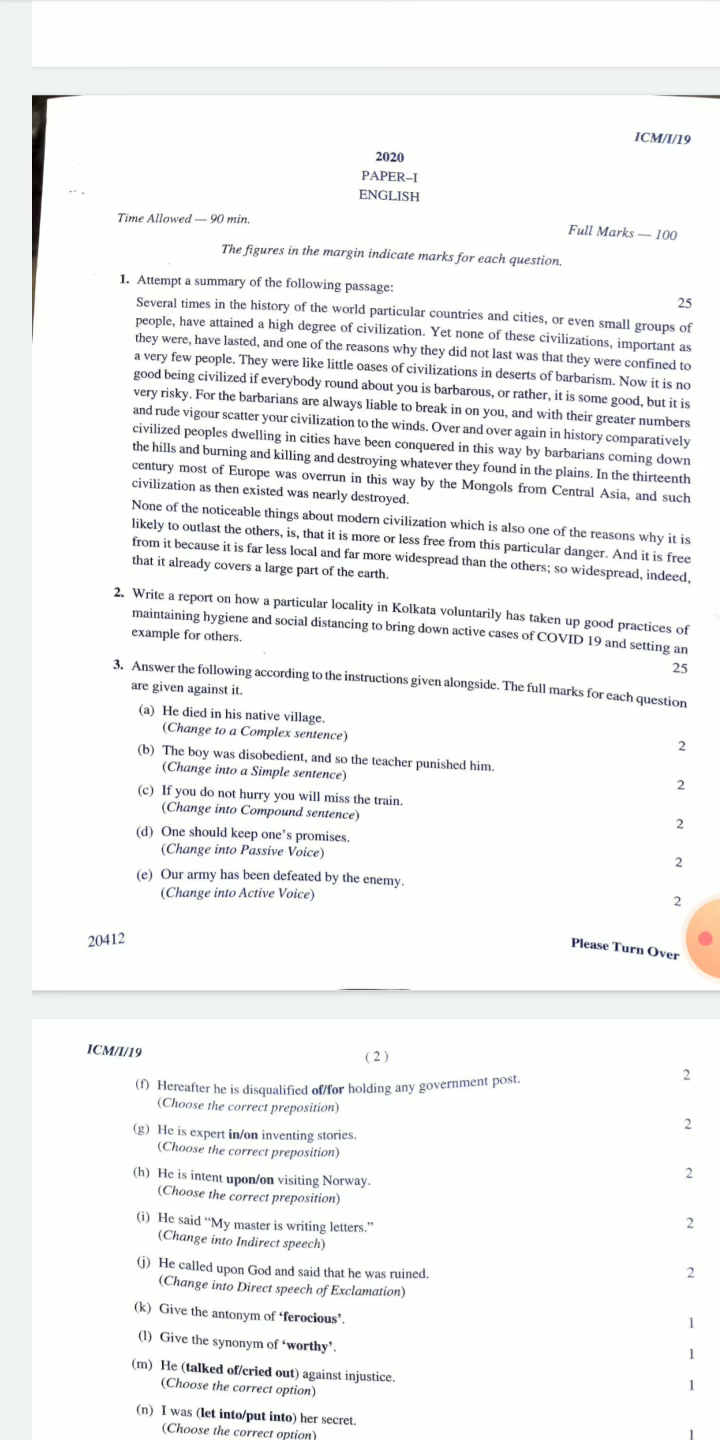 ICM/I/19
2020
PAPER–I
ENGLISH
Time Allowed — 90 min.
Full Marks — 100
The figures in the margin indicate marks for each question.
1. Attempt a summary of the following passage:
25
Several times in the history of the world particular countries and cities, or even small groups of
people, have attained a high degree of civilization. Yet none of these civilizations, important as
they were, have lasted, and one of the reasons why they did not last was that they were confined to
a very few people. They were like little oases of civilizations in deserts of barbarism. Now it is no
good being civilized if everybody round about you is barbarous, or rather, it is some good, but it is
very risky. For the barbarians are always liable to break in on you, and with their greater numbers
and rude vigour scatter your civilization to the winds. Over and over again in history comparatively
civilized peoples dwelling in cities have been conquered in this way by barbarians coming down
the hills and burning and killing and destroying whatever they found in the plains. In the thirteenth
century most of Europe was overrun in this way by the Mongols from Central Asia, and such
civilization as then existed was nearly destroyed.
None of the noticeable things about modern civilization which is also one of the reasons why it is
likely to outlast the others, is, that it is more or less free from this particular danger. And it is free
from it because it is far less local and far more widespread than the others; so widespread, indeed,
that it already covers a large part of the earth.
2. Write a report on how a particular locality in Kolkata voluntarily has taken up good practices of
maintaining hygiene and social distancing to bring down active cases of COVID 19 and setting an
example for others.
25
3. Answer the following according to the instructions given alongside. The full marks for each question
are given against it.
(a) He died in his native village.
(Change to a Complex sentence)
2
(b) The boy was disobedient, and so the teacher punished him.
(Change into a Simple sentence)
2
(c) If you do not hurry you will miss the train.
(Change into Compound sentence)
2
(d) One should keep one's promises.
(Change into Passive Voice)
2
(e) Our army has been defeated by the enemy.
(Change into Active Voice)
2
20412
Please Turn Over
ICM/I/19
(2)
(f) Hereafter he is disqualified of/for holding any government post.
2
(Choose the correct preposition)
(g) He is expert in/on inventing stories.
2
(Choose the correct preposition)
(h) He is intent upon/on visiting Norway.
2
(Choose the correct preposition)
(i) He said “My master is writing letters.”
2
(Change into Indirect speech)
(j) He called upon God and said that he was ruined.
2
(Change into Direct speech of Exclamation)
(k) Give the antonym of ‘ferocious’.
1
(l) Give the synonym of ‘worthy’.
1
(m) He (talked of/cried out) against injustice.
1
(Choose the correct option)
(n) I was (let into/put into) her secret.
(Choose the correct option)
1